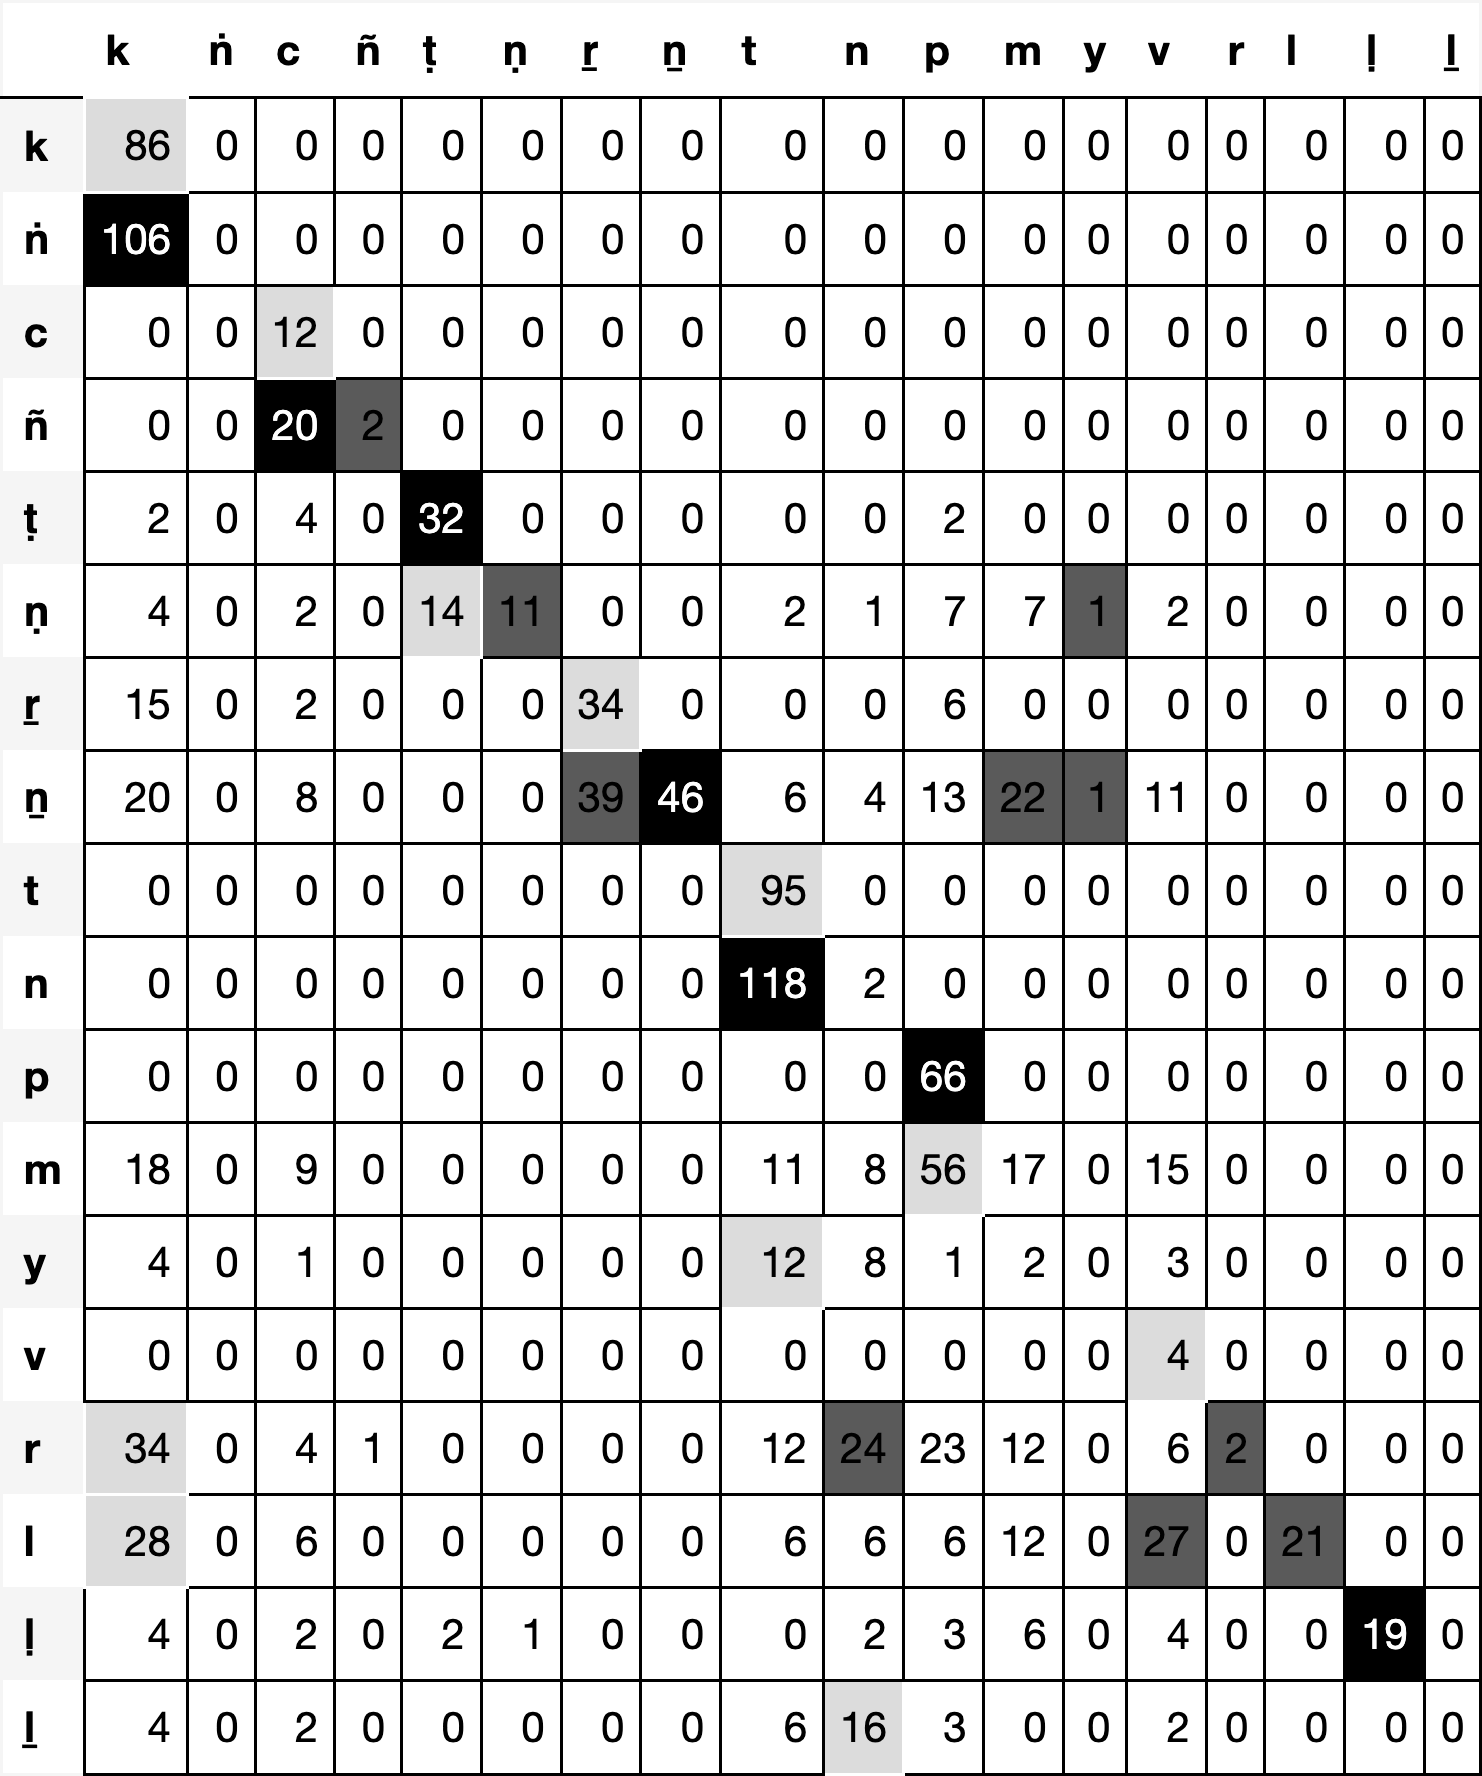 k ṅ c ñ ṭ ṇ ṟ ṉ t n p m y v r l ḷ ḻ
k 86 0 0 0 0 0 0 0 0 0 0 0 0 0 0 0 0 0
ṅ 106 0 0 0 0 0 0 0 0 0 0 0 0 0 0 0 0 0
c 0 0 12 0 0 0 0 0 0 0 0 0 0 0 0 0 0 0
ñ 0 0 20 2 0 0 0 0 0 0 0 0 0 0 0 0 0 0
ṭ 2 0 4 0 32 0 0 0 0 0 2 0 0 0 0 0 0 0
ṇ 4 0 2 0 14 11 0 0 2 1 7 7 1 2 0 0 0 0
ṟ 15 0 2 0 0 0 34 0 0 0 6 0 0 0 0 0 0 0
ṉ 20 0 8 0 0 0 39 46 6 4 13 22 1 11 0 0 0 0
t 0 0 0 0 0 0 0 0 95 0 0 0 0 0 0 0 0 0
n 0 0 0 0 0 0 0 0 118 2 0 0 0 0 0 0 0 0
p 0 0 0 0 0 0 0 0 0 0 66 0 0 0 0 0 0 0
m 18 0 9 0 0 0 0 0 11 8 56 17 0 15 0 0 0 0
y 4 0 1 0 0 0 0 0 12 8 1 2 0 3 0 0 0 0
v 0 0 0 0 0 0 0 0 0 0 0 0 0 4 0 0 0 0
r 34 0 4 1 0 0 0 0 12 24 23 12 0 6 2 0 0 0
l 28 0 6 0 0 0 0 0 6 6 6 12 0 27 0 21 0 0
ḷ 4 0 2 0 2 1 0 0 0 2 3 6 0 4 0 0 19 0
ḻ 4 0 2 0 0 0 0 0 6 16 3 0 0 2 0 0 0 0